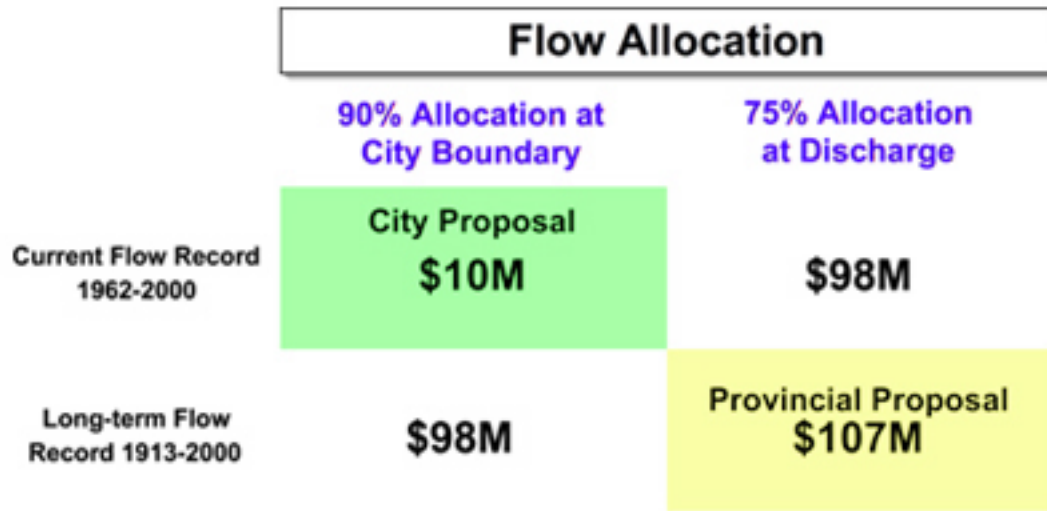 Flow Allocation
90% Allocation at
City Boundary
75% Allocation
at Discharge
Current Flow Record
1962-2000
City Proposal
$10M
$98M
Long-term Flow
Record 1913-2000
$98M
Provincial Proposal
$107M